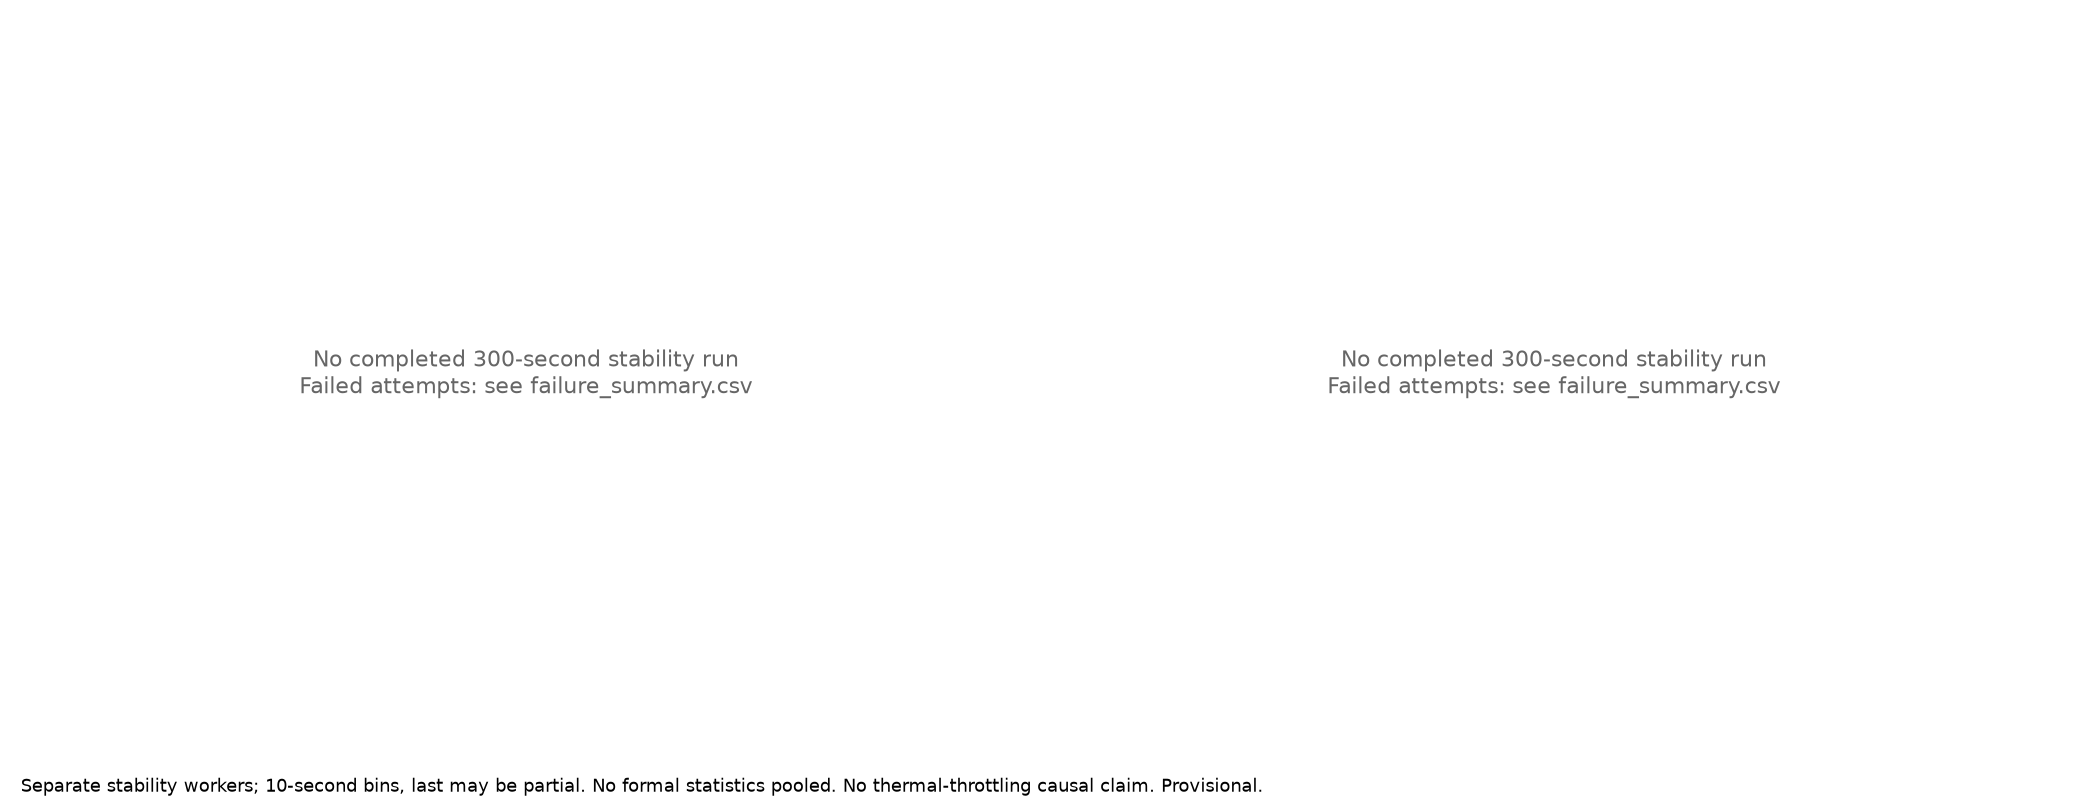 No completed 300-second stability run
Failed attempts: see failure_summary.csv
No completed 300-second stability run
Failed attempts: see failure_summary.csv
Separate stability workers; 10-second bins, last may be partial. No formal statistics pooled. No thermal-throttling causal claim. Provisional.